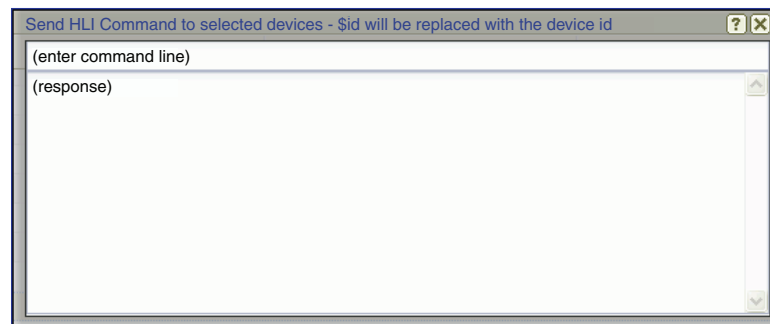 Send HLI Command to selected devices - $id will be replaced with the device id
?
(enter command line)
(response)